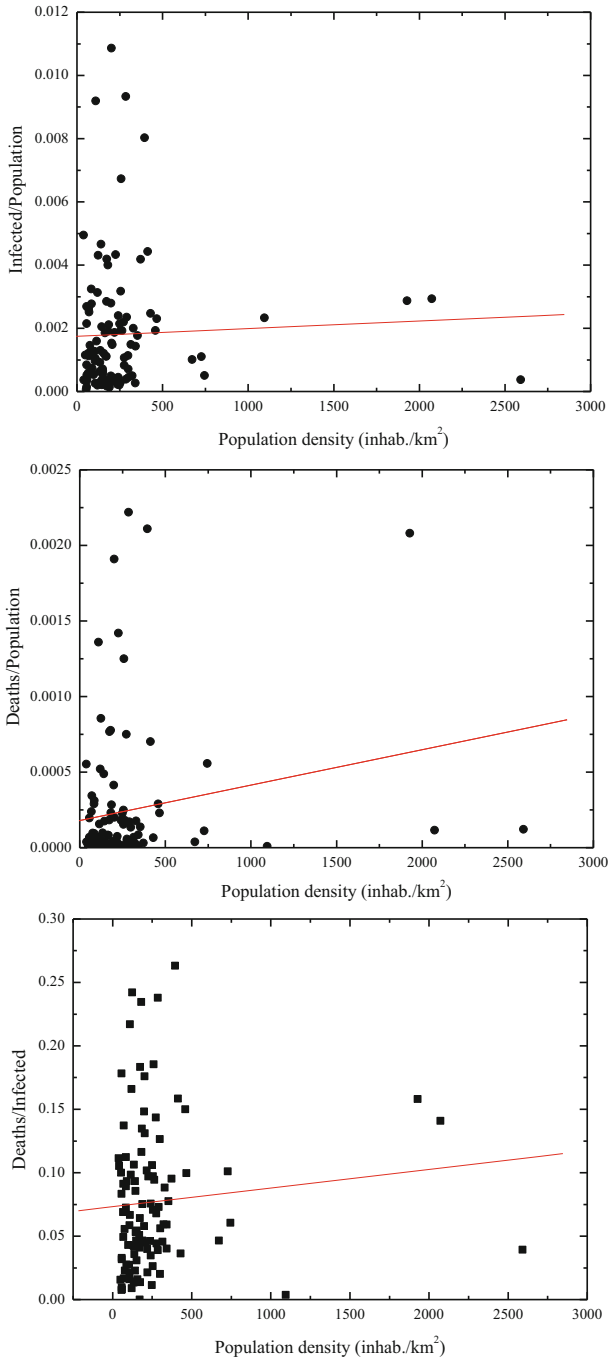 0.012
0.010
0.008
0.006
0.004
0.002
0.000
Infected/Population
0 500 1000 1500 2000 2500 3000
Population density (inhab./km²)
0.0025
0.0020
0.0015
0.0010
0.0005
0.0000
Deaths/Population
0 500 1000 1500 2000 2500 3000
Population density (inhab./km²)
0.30
0.25
0.20
0.15
0.10
0.05
0.00
Deaths/Infected
0 500 1000 1500 2000 2500 3000
Population density (inhab./km²)